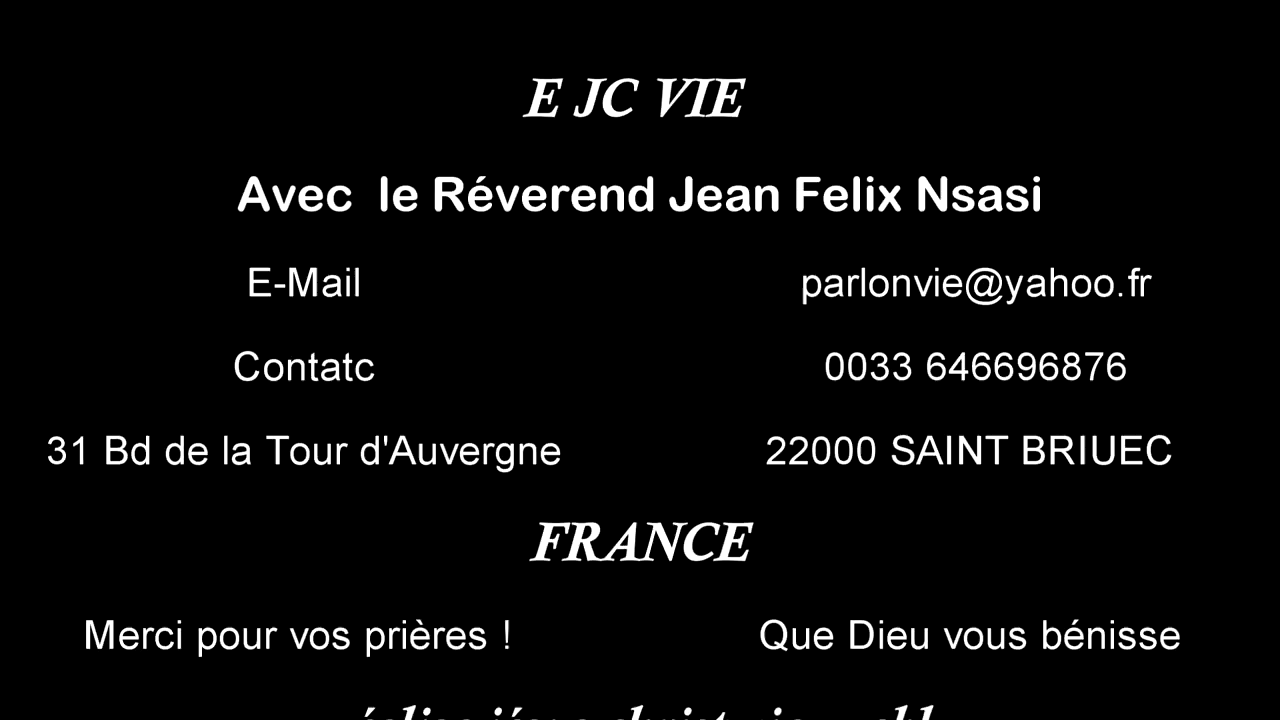 E JC VIE
Avec le Réverend Jean Felix Nsasi
E-Mail parlonvie@yahoo.fr
Contatc 0033 646696876
31 Bd de la Tour d'Auvergne 22000 SAINT BRIUEC
FRANCE
Merci pour vos prières ! Que Dieu vous bénisse